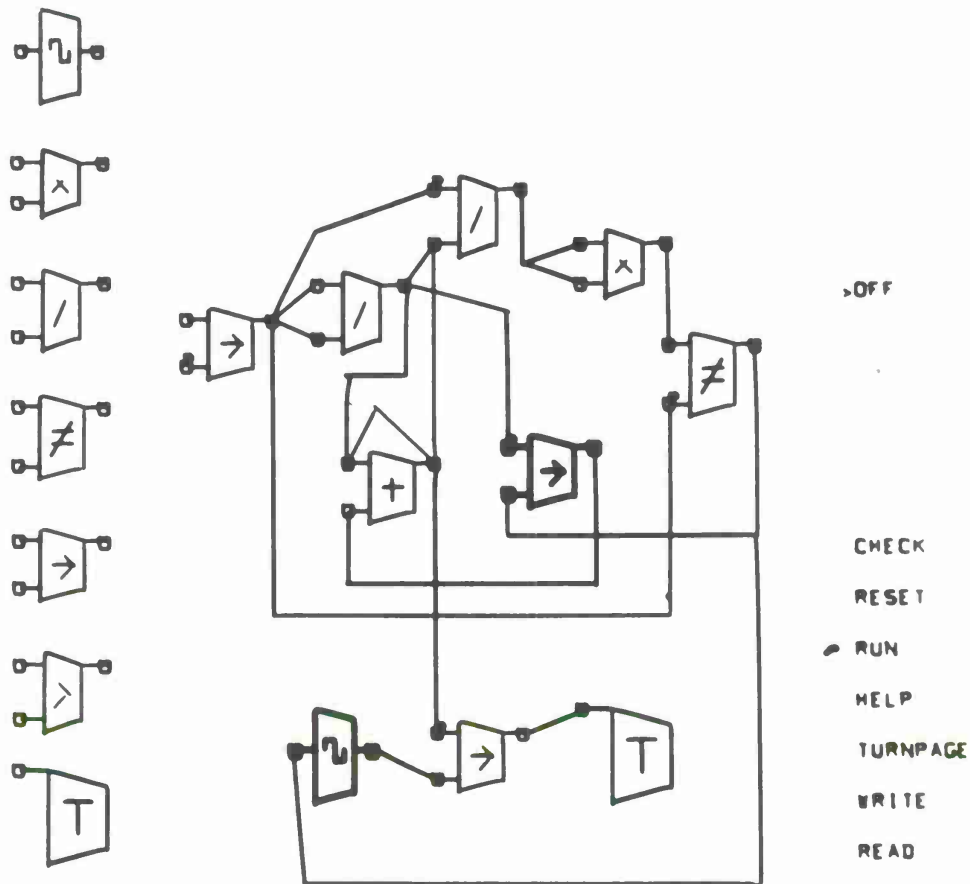 >OFF
CHECK
RESET
RUN
HELP
TURNPAGE
WRITE
READ
×
/
≠
→
>
T
→
/
/
×
≠
+
→
→
T